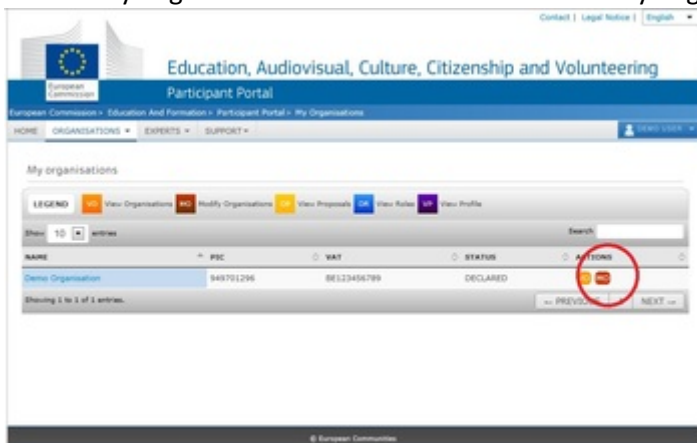 Contact | Legal Notice | English
Education, Audiovisual, Culture, Citizenship and Volunteering
European
Commission
Participant Portal
European Commission > Education And Formation > Participant Portal > My Organisations
HOME ORGANISATIONS EXPERTS SUPPORT DEMO USER
My organisations
LEGEND VO View Organisations MO Modify Organisations VP View Proposals View Roles VP View Profile
Show 10 entries Search
NAME PIC VAT STATUS ACTIONS
Demo Organisation 949701296 BE123456789 DECLARED MO
Showing 1 to 1 of 1 entries. PREVIOUS 1 NEXT
© European Communities